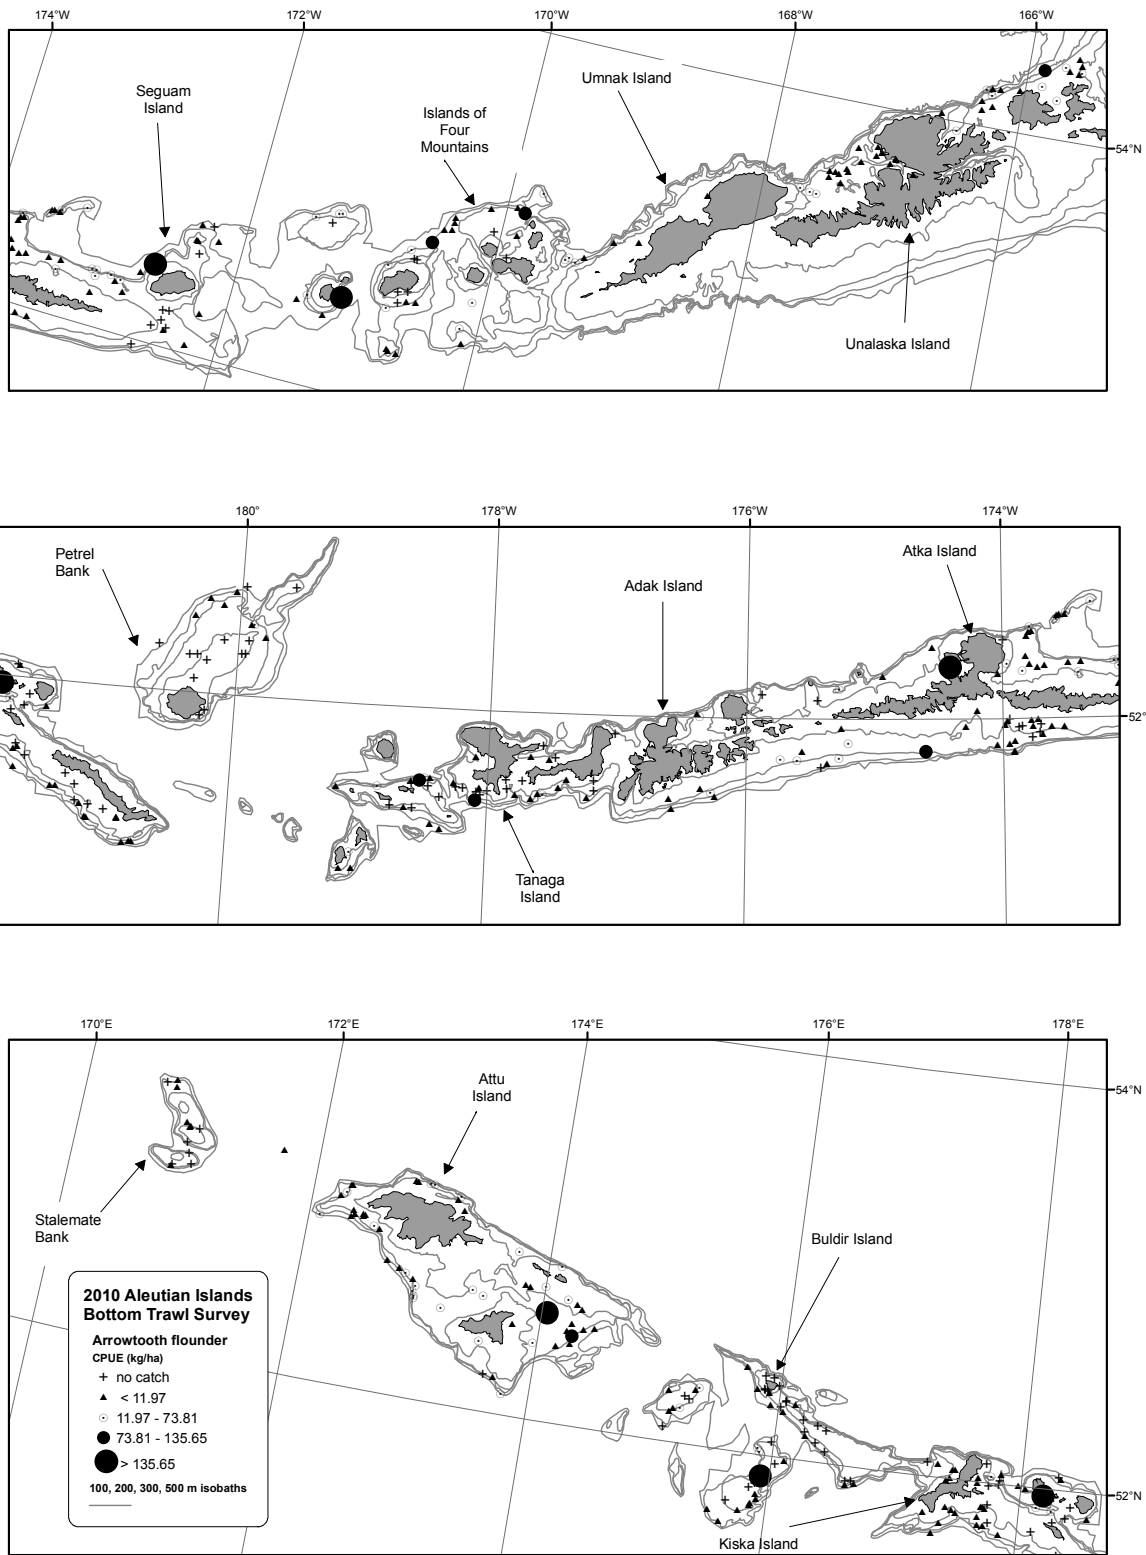 174°W 172°W 170°W 168°W 166°W
Seguam
Island
Islands of
Four
Mountains
Umnak Island
54°N
Unalaska Island
180° 178°W 176°W 174°W
Petrel
Bank
Adak Island
Atka Island
52°
Tanaga
Island
170°E 172°E 174°E 176°E 178°E
54°N
Attu
Island
Stalemate
Bank
Buldir Island
2010 Aleutian Islands
Bottom Trawl Survey
Arrowtooth flounder
CPUE (kg/ha)
+ no catch
< 11.97
11.97 - 73.81
73.81 - 135.65
> 135.65
100, 200, 300, 500 m isobaths
52°N
Kiska Island